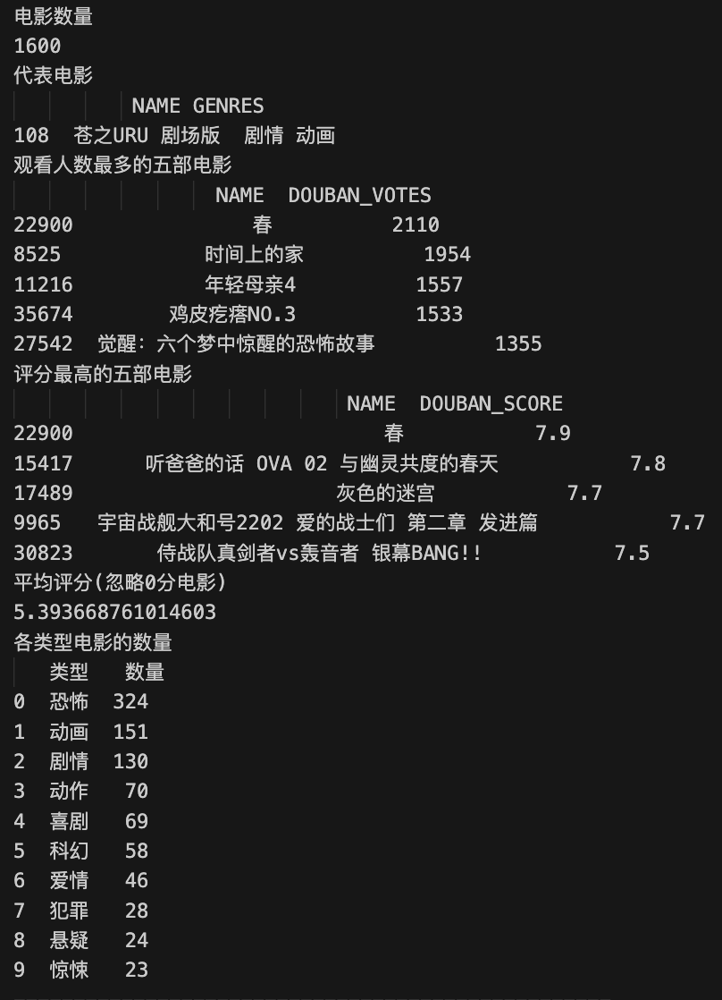 电影数量
1600
代表电影
NAME GENRES
108 苍之URU 剧场版 剧情 动画
观看人数最多的五部电影
NAME DOUBAN_VOTES
22900 春 2110
8525 时间上的家 1954
11216 年轻母亲4 1557
35674 鸡皮疙瘩NO.3 1533
27542 觉醒：六个梦中惊醒的恐怖故事 1355
评分最高的五部电影
NAME DOUBAN_SCORE
22900 春 7.9
15417 听爸爸的话 OVA 02 与幽灵共度的春天 7.8
17489 灰色的迷宫 7.7
9965 宇宙战舰大和号2202 爱的战士们 第二章 发进篇 7.7
30823 侍战队真剑者vs轰音者 银幕BANG!! 7.5
平均评分(忽略0分电影)
5.393668761014603
各类型电影的数量
类型 数量
0 恐怖 324
1 动画 151
2 剧情 130
3 动作 70
4 喜剧 69
5 科幻 58
6 爱情 46
7 犯罪 28
8 悬疑 24
9 惊悚 23